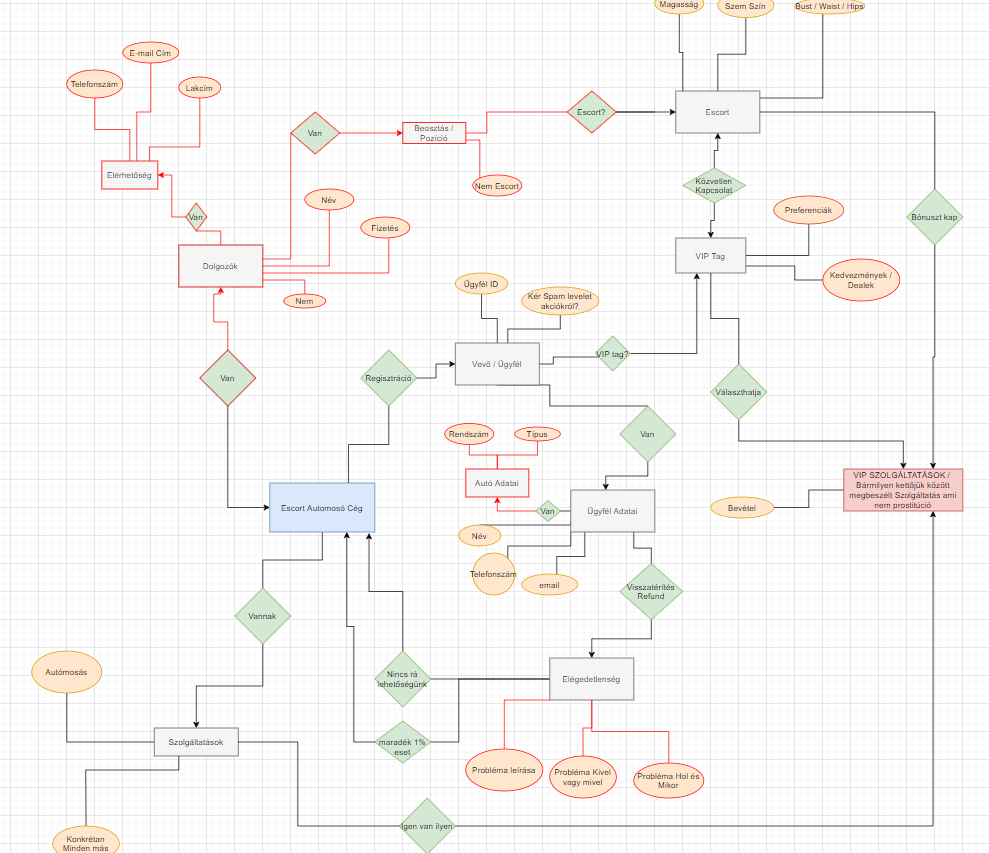 Magasság
Szem Szín
Bust / Waist / Hips
E-mail Cím
Telefonszám
Lakcím
Escort?
Escort
Van
Beosztás /
Pozíció
Elérhetőség
Nem Escort
Közvetlen
Kapcsolat
Név
Preferenciák
Van
Bónuszt kap
Fizetés
Dolgozók
VIP Tag
Kedvezmények /
Dealek
Ügyfél ID
Kér Spam levelet
akciókról?
Nem
VIP tag?
Vevő / Ügyfél
Van
Regisztráció
Választhatja
Rendszám
Típus
Van
Autó Adatai
VIP SZOLGÁLTATÁSOK /
Bármilyen kettőjük között
megbeszélt Szolgáltatás ami
nem prostitúció
Escort Automosó Cég
Van
Ügyfél Adatai
Bevétel
Név
Telefonszám
email
Visszatérítés
Refund
Vannak
Autómosás
Nincs rá
lehetőségünk
Elégedetlenség
Szolgáltatások
maradék 1%
eset
Probléma leírása
Probléma Kivel
vagy mivel
Probléma Hol és
Mikor
Igen van ilyen
Konkrétan
Minden más